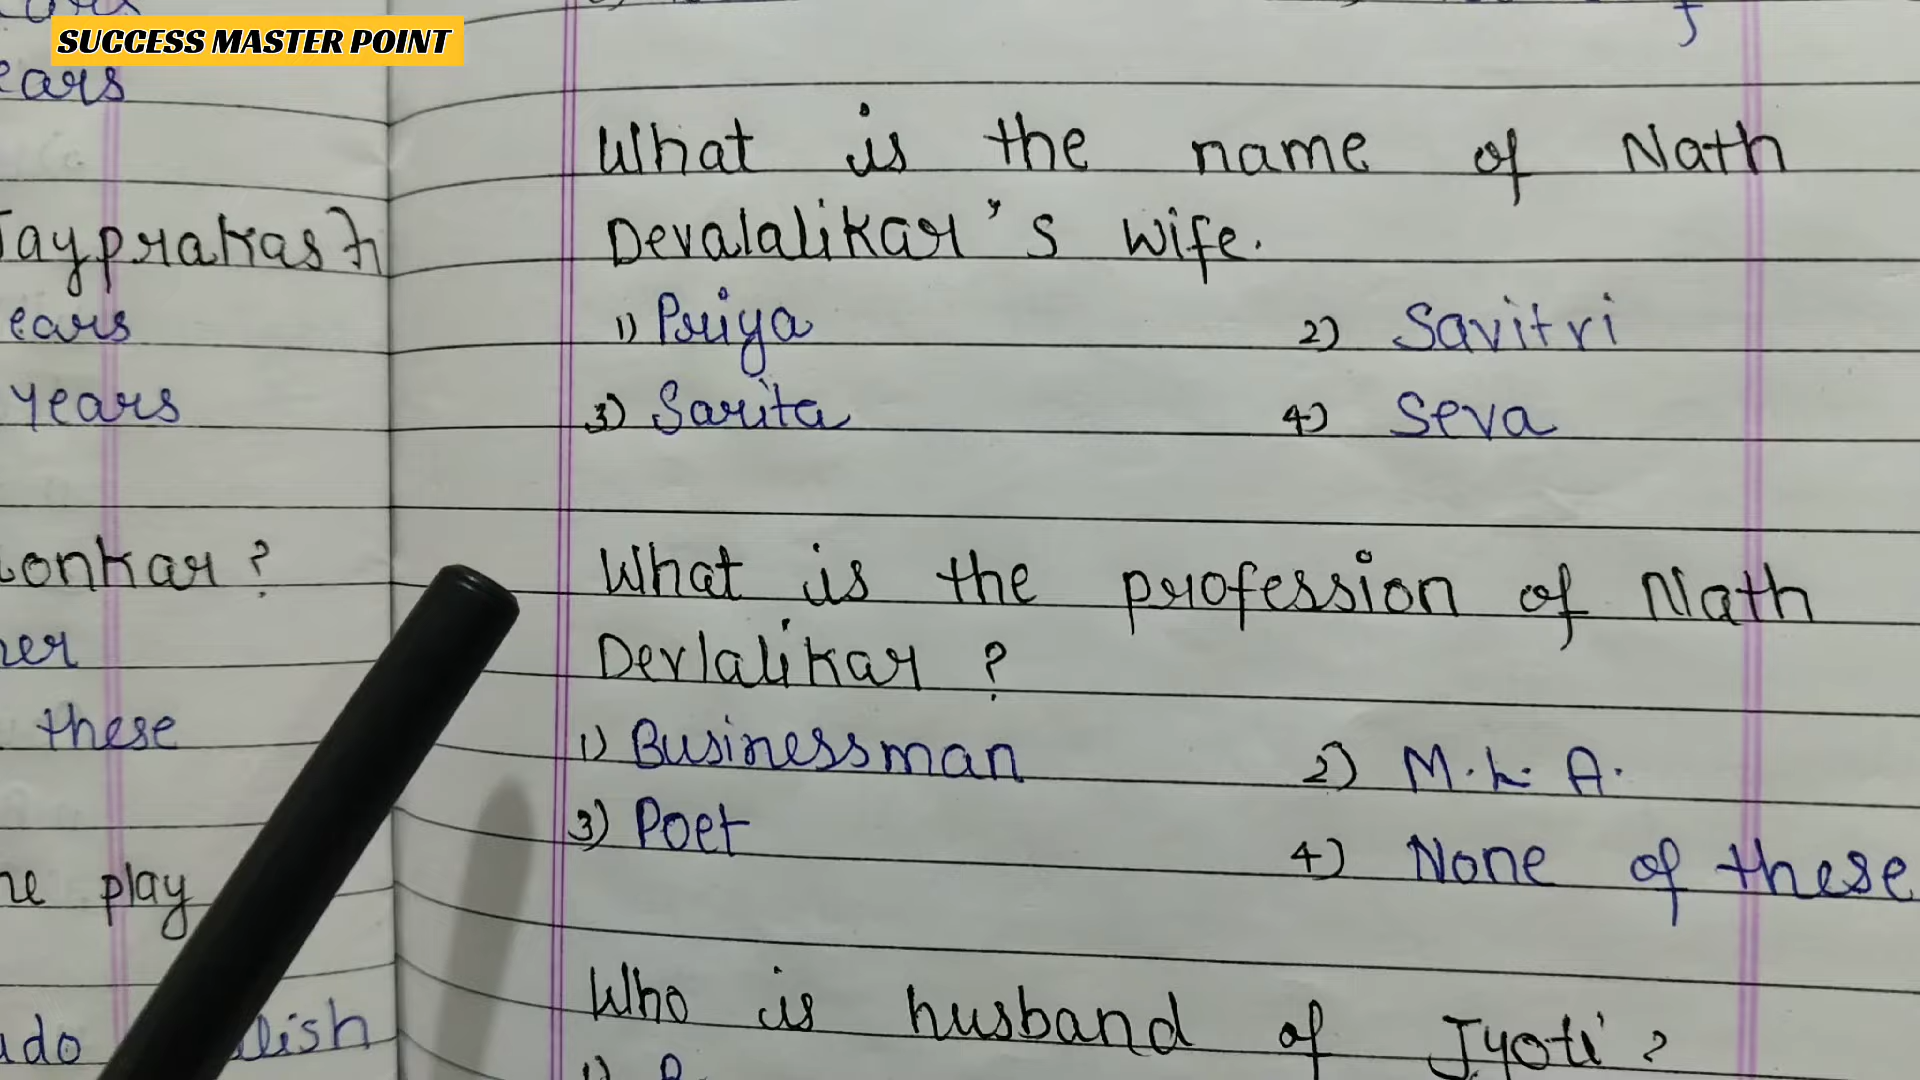 SUCCESS MASTER POINT
ears
Jayprakash
ears
years
onkar ?
these
play
What is the name of Nath
Devalalikar's wife.
1) Priya 2) Savitri
3) Sarita 4) Seva
What is the profession of Nath
Devlalikar ?
1) Businessman 2) M.L.A.
3) Poet 4) None of these
Who is husband of Jyoti ?